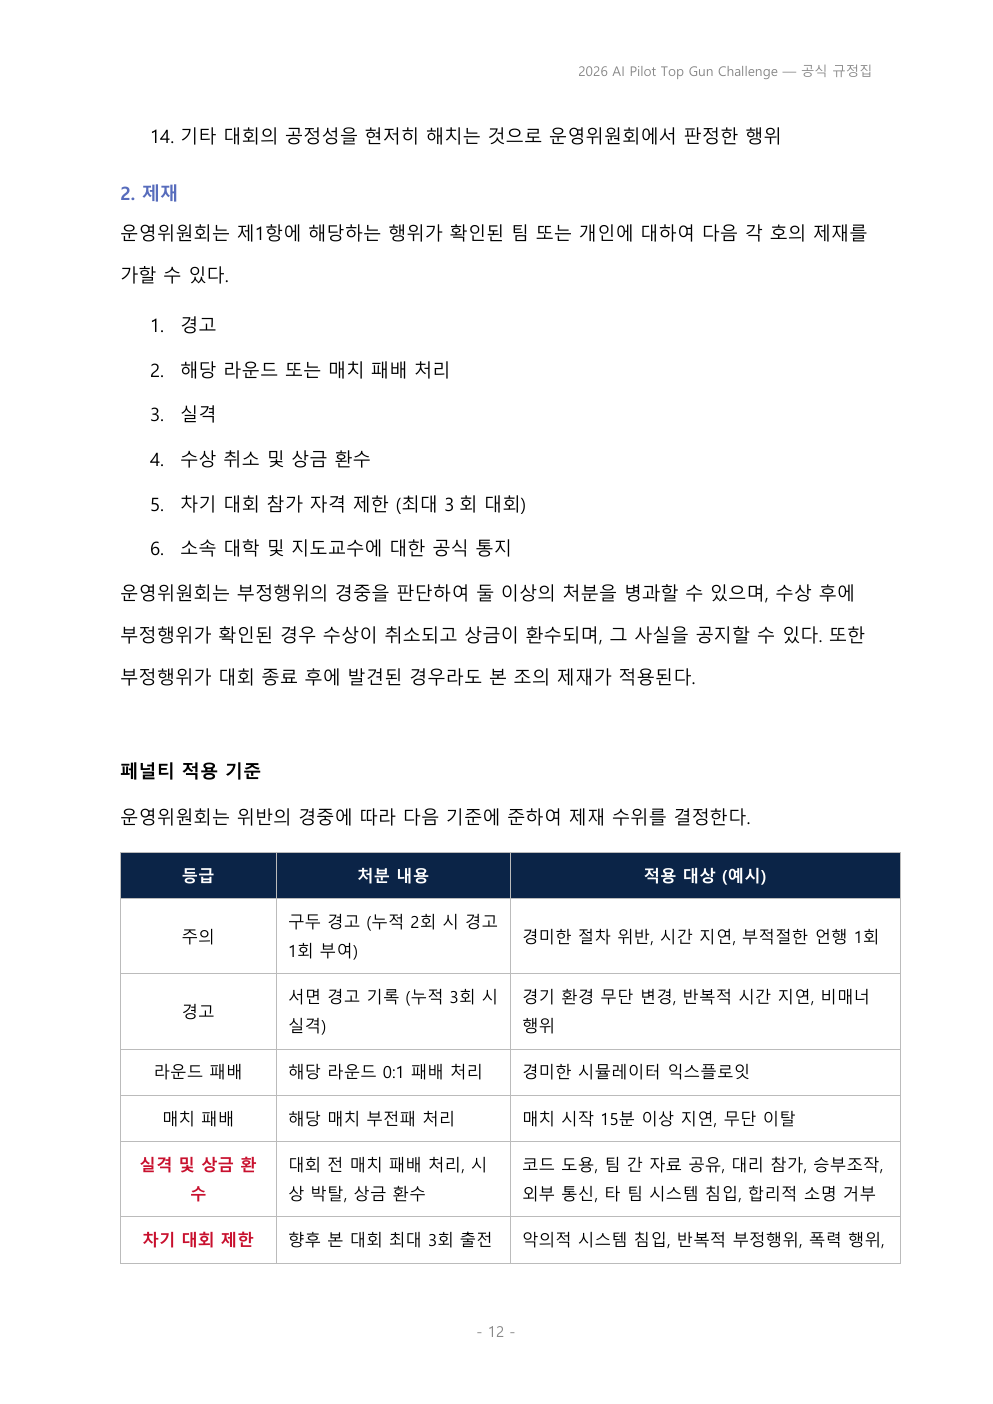 2026 AI Pilot Top Gun Challenge — 공식 규정집
14. 기타 대회의 공정성을 현저히 해치는 것으로 운영위원회에서 판정한 행위
2. 제재
운영위원회는 제1항에 해당하는 행위가 확인된 팀 또는 개인에 대하여 다음 각 호의 제재를
가할 수 있다.
1. 경고
2. 해당 라운드 또는 매치 패배 처리
3. 실격
4. 수상 취소 및 상금 환수
5. 차기 대회 참가 자격 제한 (최대 3 회 대회)
6. 소속 대학 및 지도교수에 대한 공식 통지
운영위원회는 부정행위의 경중을 판단하여 둘 이상의 처분을 병과할 수 있으며, 수상 후에
부정행위가 확인된 경우 수상이 취소되고 상금이 환수되며, 그 사실을 공지할 수 있다. 또한
부정행위가 대회 종료 후에 발견된 경우라도 본 조의 제재가 적용된다.
페널티 적용 기준
운영위원회는 위반의 경중에 따라 다음 기준에 준하여 제재 수위를 결정한다.
등급 처분 내용 적용 대상 (예시)
주의
구두 경고 (누적 2회 시 경고
1회 부여)
경미한 절차 위반, 시간 지연, 부적절한 언행 1회
경고
서면 경고 기록 (누적 3회 시
실격)
경기 환경 무단 변경, 반복적 시간 지연, 비매너
행위
라운드 패배 해당 라운드 0:1 패배 처리 경미한 시뮬레이터 익스플로잇
매치 패배 해당 매치 부전패 처리 매치 시작 15분 이상 지연, 무단 이탈
실격 및 상금 환
수
대회 전 매치 패배 처리, 시
상 박탈, 상금 환수
코드 도용, 팀 간 자료 공유, 대리 참가, 승부조작,
외부 통신, 타 팀 시스템 침입, 합리적 소명 거부
차기 대회 제한 향후 본 대회 최대 3회 출전 악의적 시스템 침입, 반복적 부정행위, 폭력 행위,
- 12 -